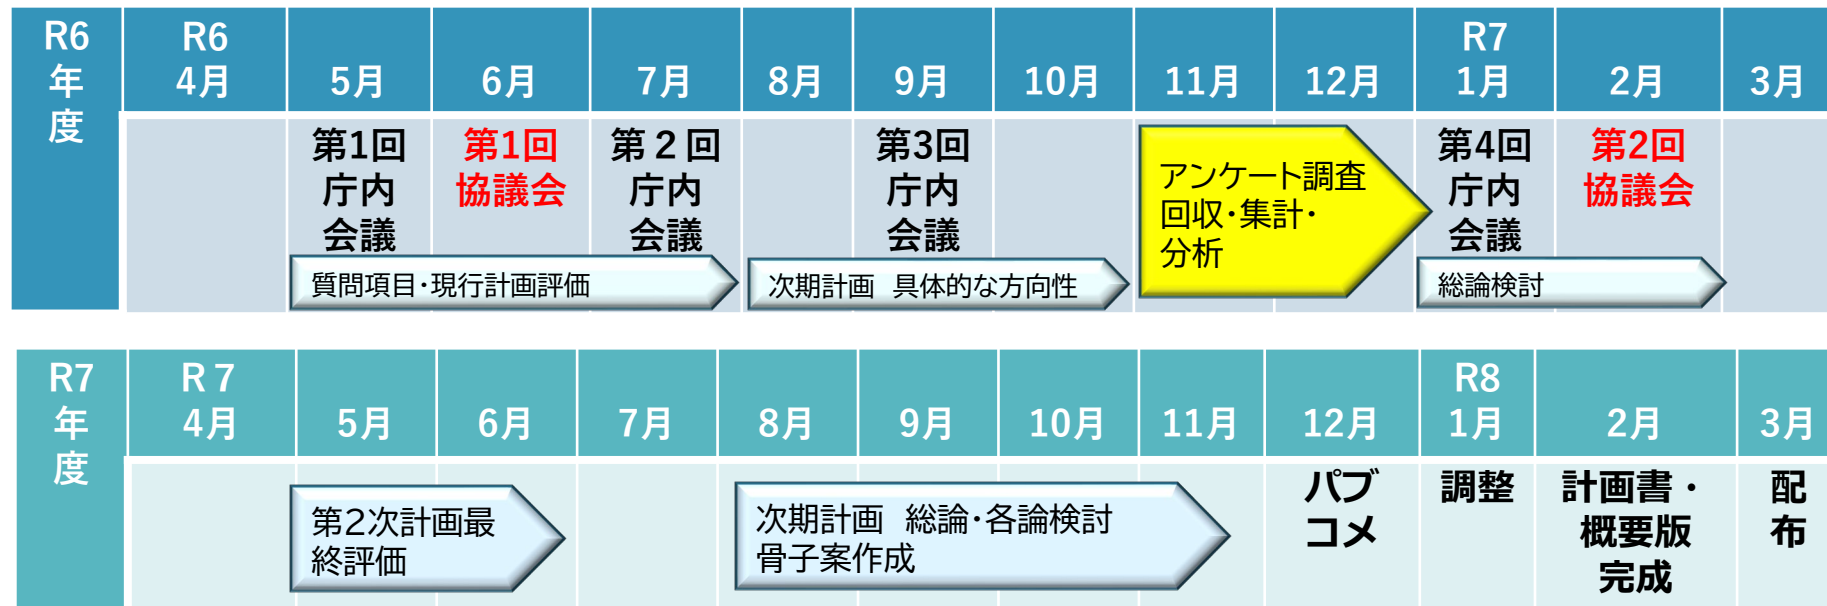 R6
年
度
R6
4月
5月
6月
7月
8月
9月
10月
11月
12月
R7
1月
2月
3月
第1回
庁内
会議
第1回
協議会
第２回
庁内
会議
第3回
庁内
会議
アンケート調査
回収・集計・
分析
第4回
庁内
会議
第2回
協議会
質問項目・現行計画評価
次期計画　具体的な方向性
総論検討
R7
年
度
R７
4月
5月
6月
7月
8月
9月
10月
11月
12月
R8
1月
2月
3月
第2次計画最
終評価
次期計画　総論・各論検討
骨子案作成
パブ
コメ
調整
計画書・
概要版
完成
配
布